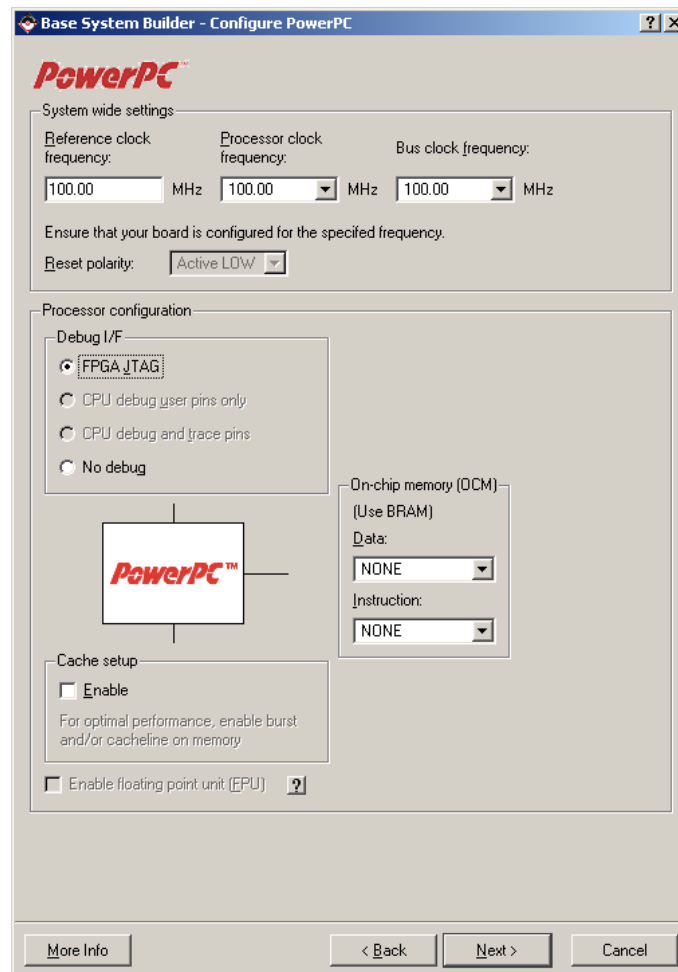 Base System Builder - Configure PowerPC
PowerPC™
System wide settings
Reference clock frequency:
Processor clock frequency:
Bus clock frequency:
100.00 MHz 100.00 MHz 100.00 MHz
Ensure that your board is configured for the specifed frequency.
Reset polarity: Active LOW
Processor configuration
Debug I/F
FPGA JTAG
CPU debug user pins only
CPU debug and trace pins
No debug
On-chip memory (OCM)
(Use BRAM)
Data:
NONE
Instruction:
NONE
PowerPC™
Cache setup
Enable
For optimal performance, enable burst
and/or cacheline on memory
Enable floating point unit (FPU) ?
More Info < Back Next > Cancel